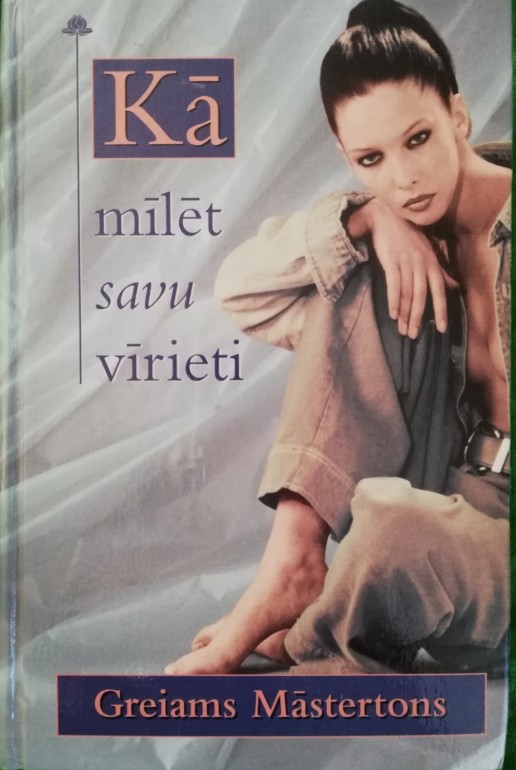 Kā
mīlēt
savu
vīrieti
Greiams Māstertons